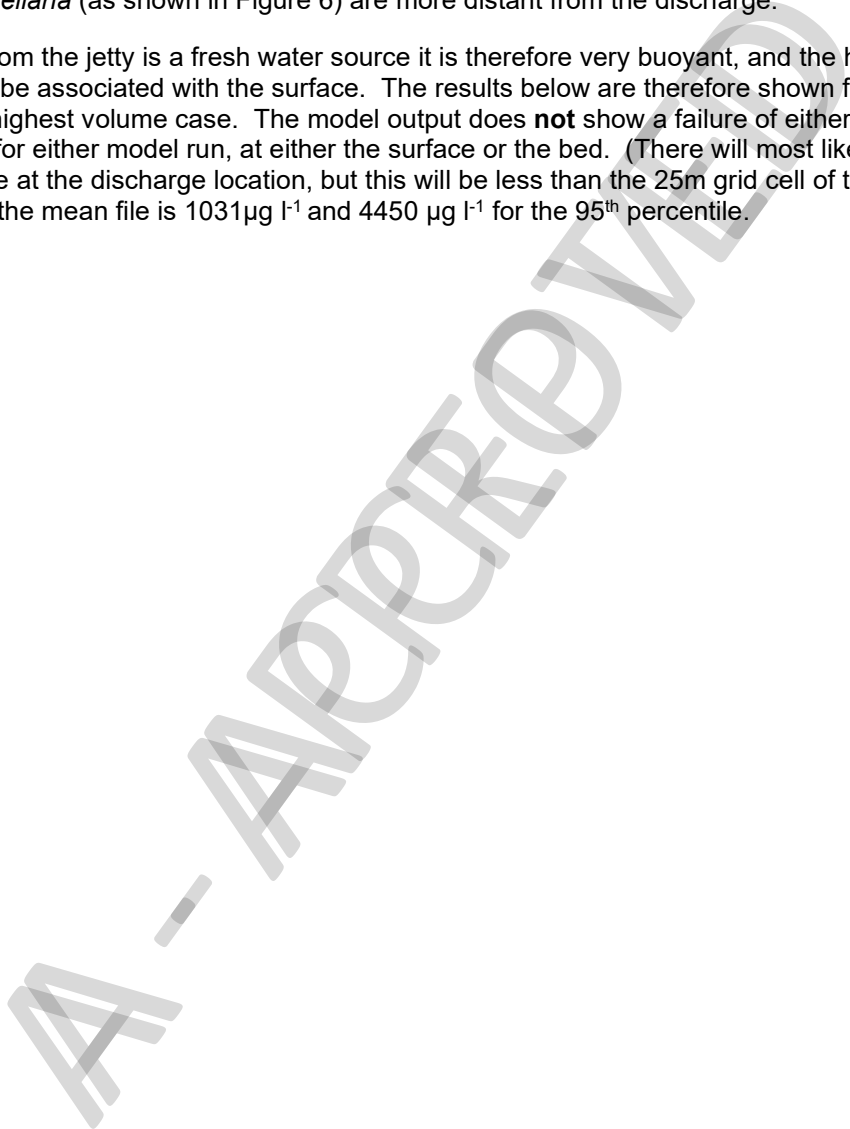 ellaria (as shown in Figure 6) are more distant from the discharge.
om the jetty is a fresh water source it is therefore very buoyant, and the h
be associated with the surface. The results below are therefore shown f
ighest volume case. The model output does not show a failure of either
for either model run, at either the surface or the bed. (There will most like
e at the discharge location, but this will be less than the 25m grid cell of t
the mean file is 1031µg l-1 and 4450 µg l-1 for the 95th percentile.
A - APPROVED